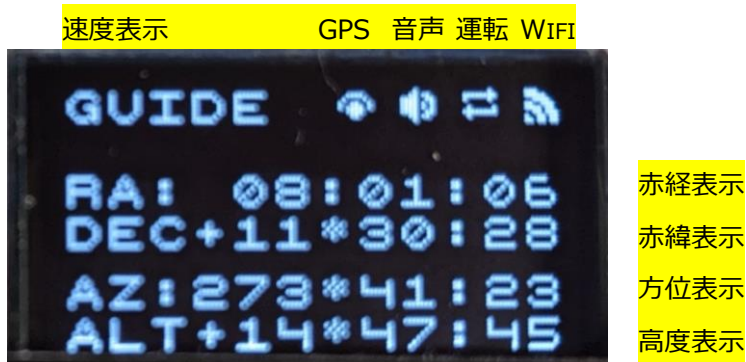 速度表示 GPS 音声 運転 WIFI
GUIDE
RA: 08:01:06 赤経表示
DEC+11*30:28 赤緯表示
AZ:273*41:23 方位表示
ALT+14*47:45 高度表示